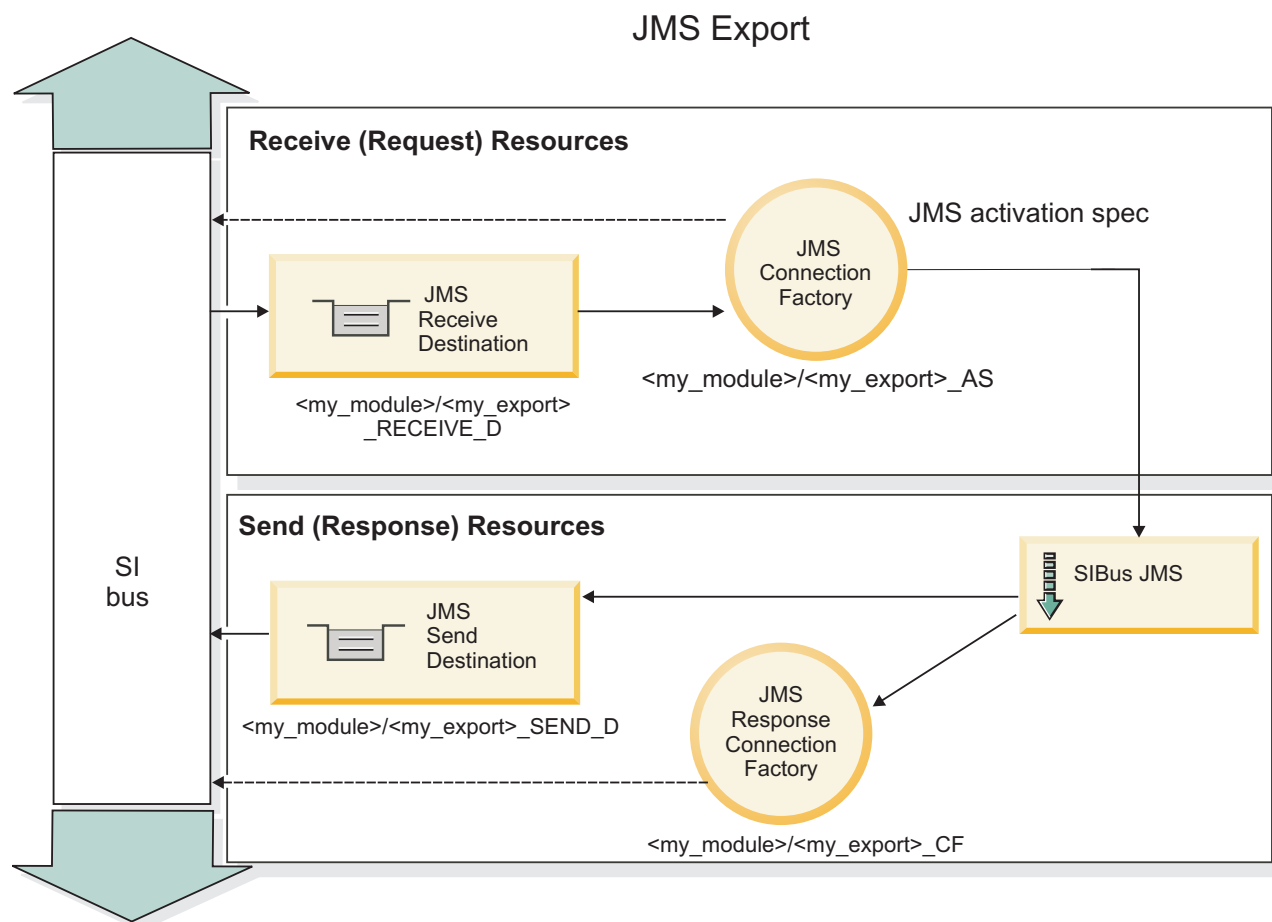 JMS Export
Receive (Request) Resources
JMS activation spec
JMS
Connection
Factory
JMS
Receive
Destination
<my_module>/<my_export>_AS
<my_module>/<my_export>
_RECEIVE_D
Send (Response) Resources
SI
bus
SIBus JMS
JMS
Send
Destination
<my_module>/<my_export>_SEND_D
JMS
Response
Connection
Factory
<my_module>/<my_export>_CF